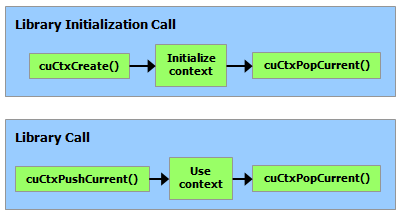 Library Initialization Call
cuCtxCreate()
Initialize
context
cuCtxPopCurrent()
Library Call
cuCtxPushCurrent()
Use
context
cuCtxPopCurrent()